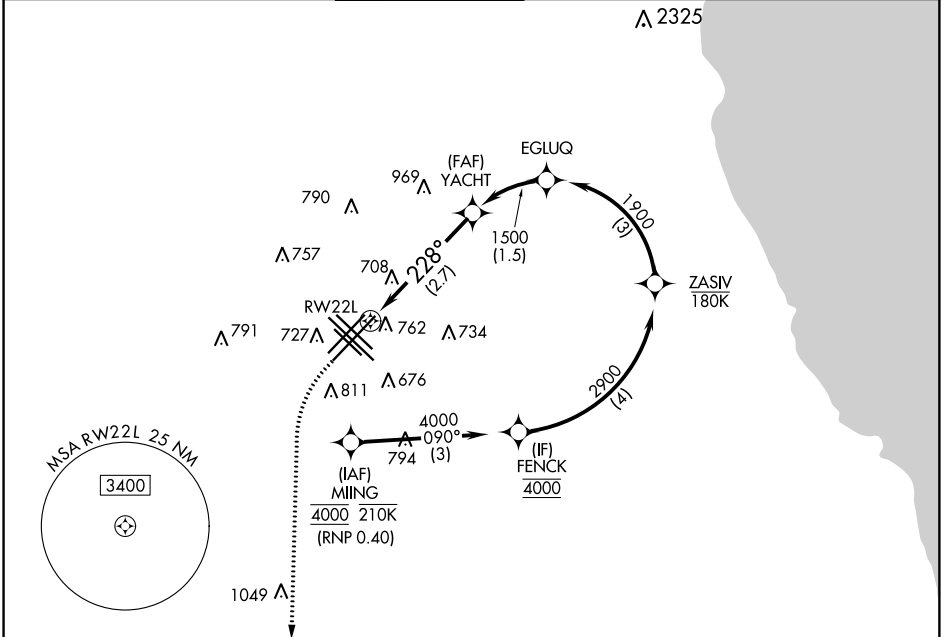 2325
EGLUQ
(FAF)
YACHT
969
790
1900
(3)
1500
(1.5)
757
708
228°
(2.7)
ZASIV
180K
RW22L
791
727
762
734
2900
(4)
811
676
4000
090°
(3)
794
(IAF)
MIING
4000 210K
(RNP 0.40)
(IF)
FENCK
4000
MSA RW22L 25 NM
3400
1049